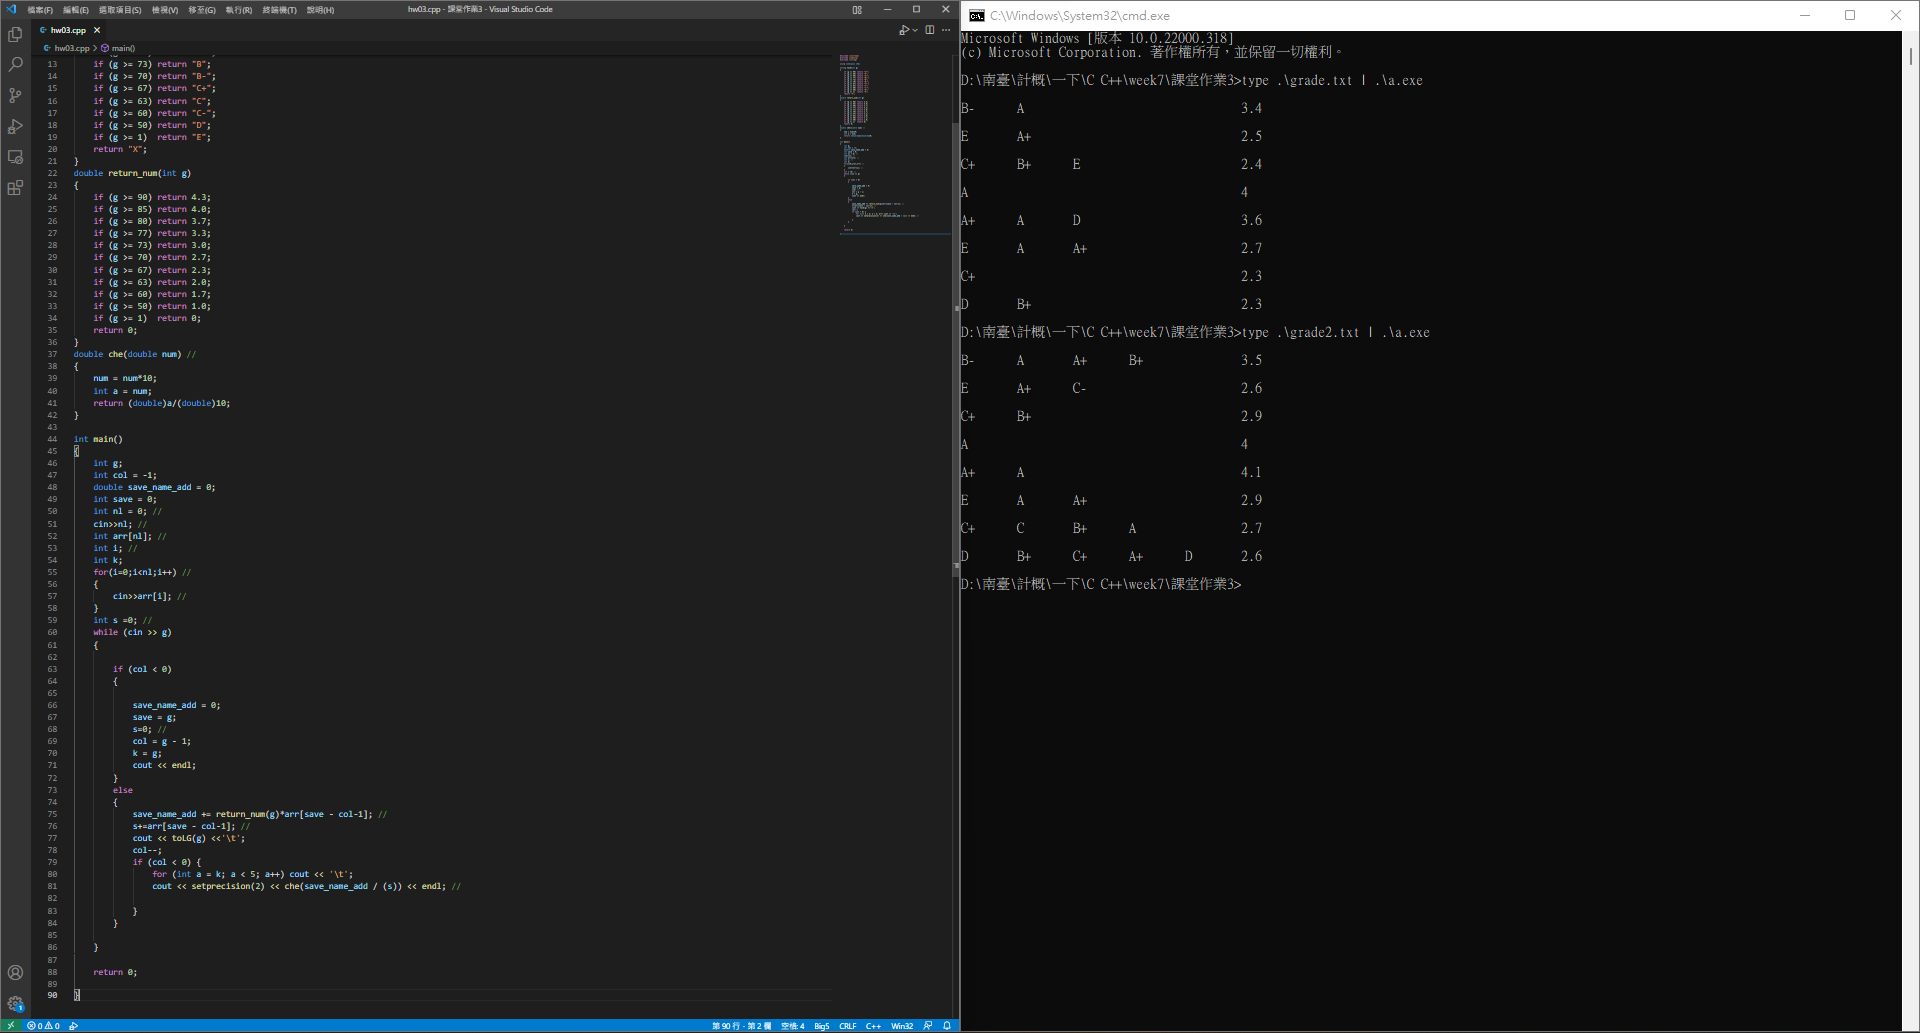 檔案(F) 編輯(E) 選取項目(S) 檢視(V) 移至(G) 執行(R) 終端機(T) 說明(H)
hw03.cpp - 課堂作業3 - Visual Studio Code
hw03.cpp
hw03.cpp > main()
13 if (g >= 73) return "B";
14 if (g >= 70) return "B-";
15 if (g >= 67) return "C+";
16 if (g >= 63) return "C";
17 if (g >= 60) return "C-";
18 if (g >= 50) return "D";
19 if (g >= 1)  return "E";
20 return "X";
21 }
22 double return_num(int g)
23 {
24 if (g >= 90) return 4.3;
25 if (g >= 85) return 4.0;
26 if (g >= 80) return 3.7;
27 if (g >= 77) return 3.3;
28 if (g >= 73) return 3.0;
29 if (g >= 70) return 2.7;
30 if (g >= 67) return 2.3;
31 if (g >= 63) return 2.0;
32 if (g >= 60) return 1.7;
33 if (g >= 50) return 1.0;
34 if (g >= 1)  return 0;
35 return 0;
36 }
37 double che(double num) //
38 {
39 num = num*10;
40 int a = num;
41 return (double)a/(double)10;
42 }
43
44 int main()
45 {
46 int g;
47 int col = -1;
48 double save_name_add = 0;
49 int save = 0;
50 int nl = 0; //
51 cin>>nl; //
52 int arr[nl]; //
53 int i; //
54 int k;
55 for(i=0;i<nl;i++) //
56 {
57 cin>>arr[i]; //
58 }
59 int s =0; //
60 while (cin >> g)
61 {
62
63 if (col < 0)
64 {
65
66 save_name_add = 0;
67 save = g;
68 s=0; //
69 col = g - 1;
70 k = g;
71 cout << endl;
72 }
73 else
74 {
75 save_name_add += return_num(g)*arr[save - col-1]; //
76 s+=arr[save - col-1]; //
77 cout << toLG(g) <<'\t';
78 col--;
79 if (col < 0) {
80 for (int a = k; a < 5; a++) cout << '\t';
81 cout << setprecision(2) << che(save_name_add / (s)) << endl; //
82
83 }
84 }
85
86 }
87
88 return 0;
89
90 }
0 0
第 90 行，第 2 欄 空格: 4 Big5 CRLF C++ Win32
C:\Windows\System32\cmd.exe
Microsoft Windows [版本 10.0.22000.318]
(c) Microsoft Corporation. 著作權所有，並保留一切權利。
D:\南臺\計概\一下\C C++\week7\課堂作業3>type .\grade.txt | .\a.exe
B- A 3.4
E A+ 2.5
C+ B+ E 2.4
A 4
A+ A D 3.6
E A A+ 2.7
C+ 2.3
D B+ 2.3
D:\南臺\計概\一下\C C++\week7\課堂作業3>type .\grade2.txt | .\a.exe
B- A A+ B+ 3.5
E A+ C- 2.6
C+ B+ 2.9
A 4
A+ A 4.1
E A A+ 2.9
C+ C B+ A 2.7
D B+ C+ A+ D 2.6
D:\南臺\計概\一下\C C++\week7\課堂作業3>